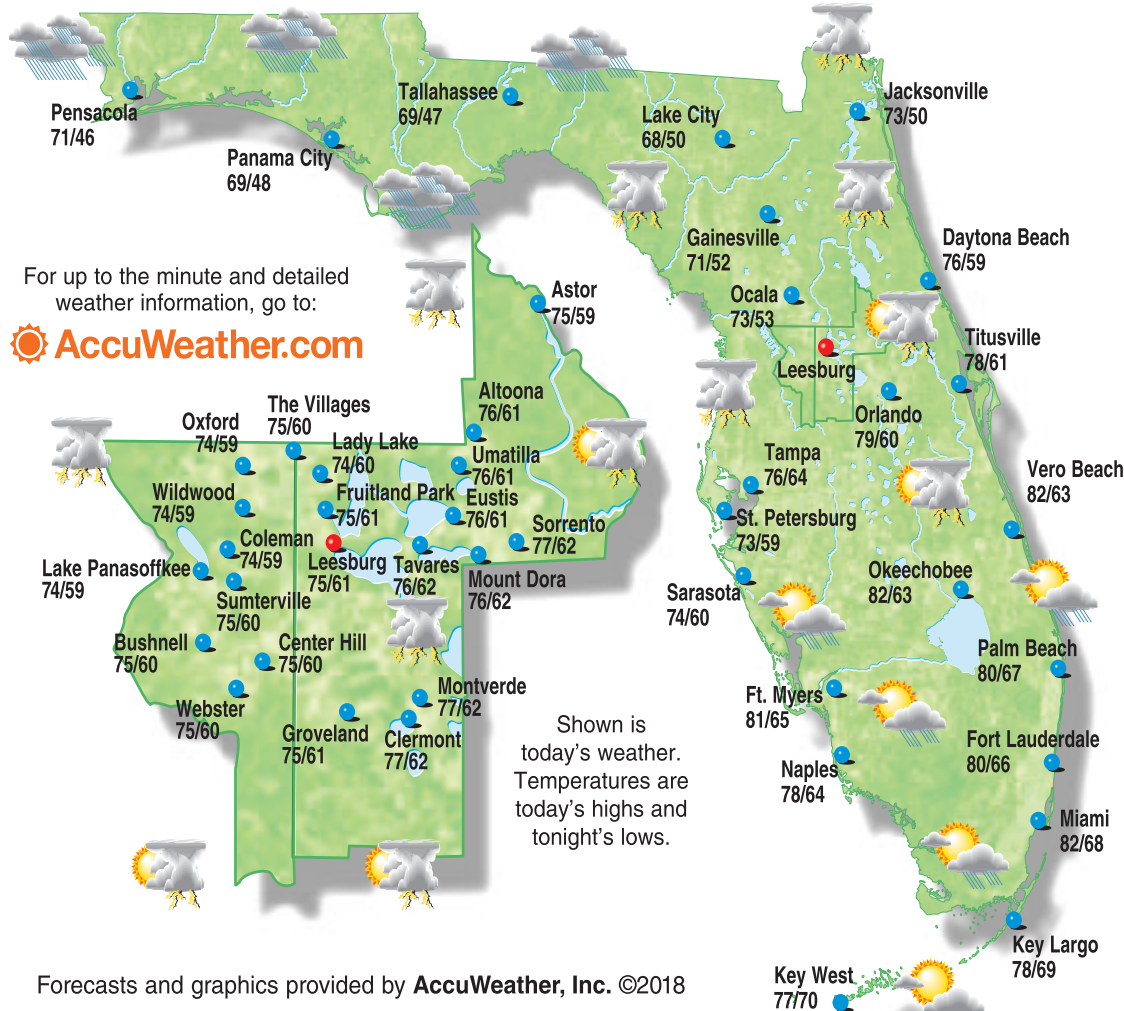 Pensacola
71/46
Panama City
69/48
Tallahassee
69/47
Lake City
68/50
Jacksonville
73/50
Gainesville
71/52
Daytona Beach
76/59
Ocala
73/53
Leesburg
Titusville
78/61
Orlando
79/60
Tampa
76/64
St. Petersburg
73/59
Vero Beach
82/63
Sarasota
74/60
Okeechobee
82/63
Palm Beach
80/67
Ft. Myers
81/65
Fort Lauderdale
80/66
Naples
78/64
Miami
82/68
Key Largo
78/69
Key West
77/70
For up to the minute and detailed
weather information, go to:
AccuWeather.com
Astor
75/59
Altoona
76/61
The Villages
75/60
Oxford
74/59
Lady Lake
74/60
Umatilla
76/61
Wildwood
74/59
Fruitland Park
75/61
Eustis
76/61
Sorrento
77/62
Coleman
74/59
Leesburg
75/61
Tavares
76/62
Mount Dora
76/62
Lake Panasoffkee
74/59
Sumterville
75/60
Bushnell
75/60
Center Hill
75/60
Webster
75/60
Montverde
77/62
Groveland
75/61
Clermont
77/62
Shown is
today's weather.
Temperatures are
today's highs and
tonight's lows.
Forecasts and graphics provided by AccuWeather, Inc. ©2018